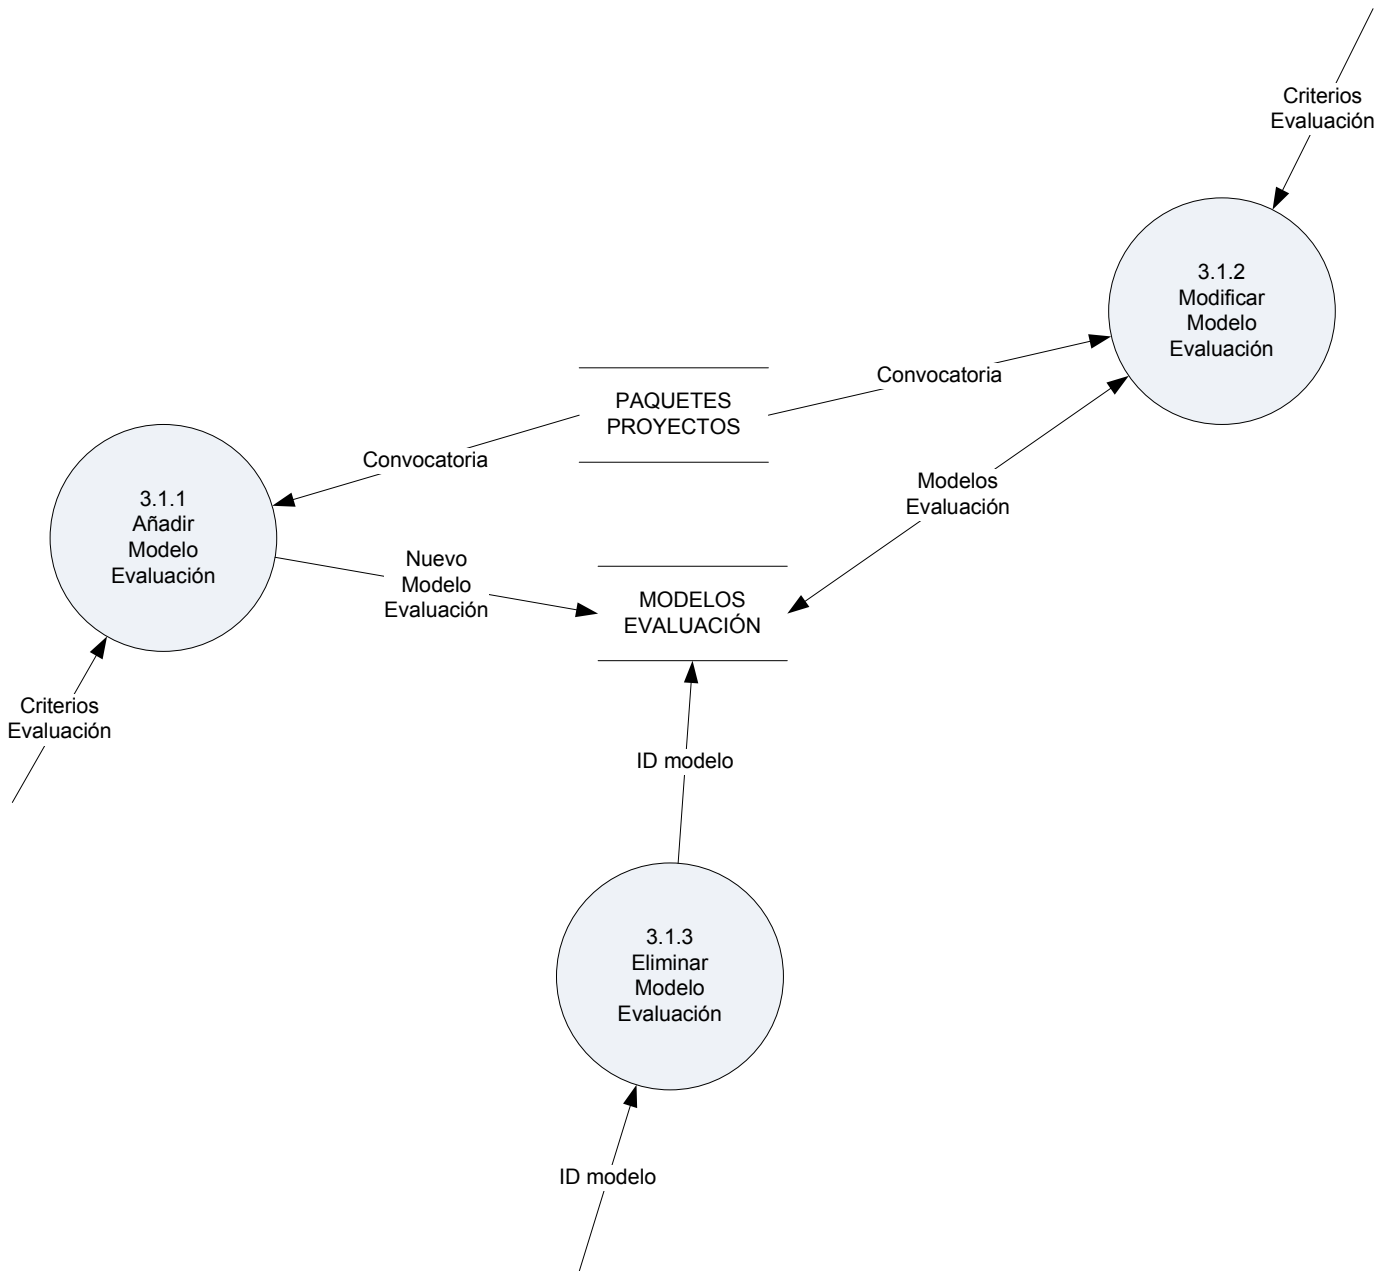 Criterios
Evaluación
3.1.2
Modificar
Modelo
Evaluación
Convocatoria
PAQUETES
PROYECTOS
Convocatoria
Modelos
Evaluación
3.1.1
Añadir
Modelo
Evaluación
Nuevo
Modelo
Evaluación
MODELOS
EVALUACIÓN
Criterios
Evaluación
ID modelo
3.1.3
Eliminar
Modelo
Evaluación
ID modelo